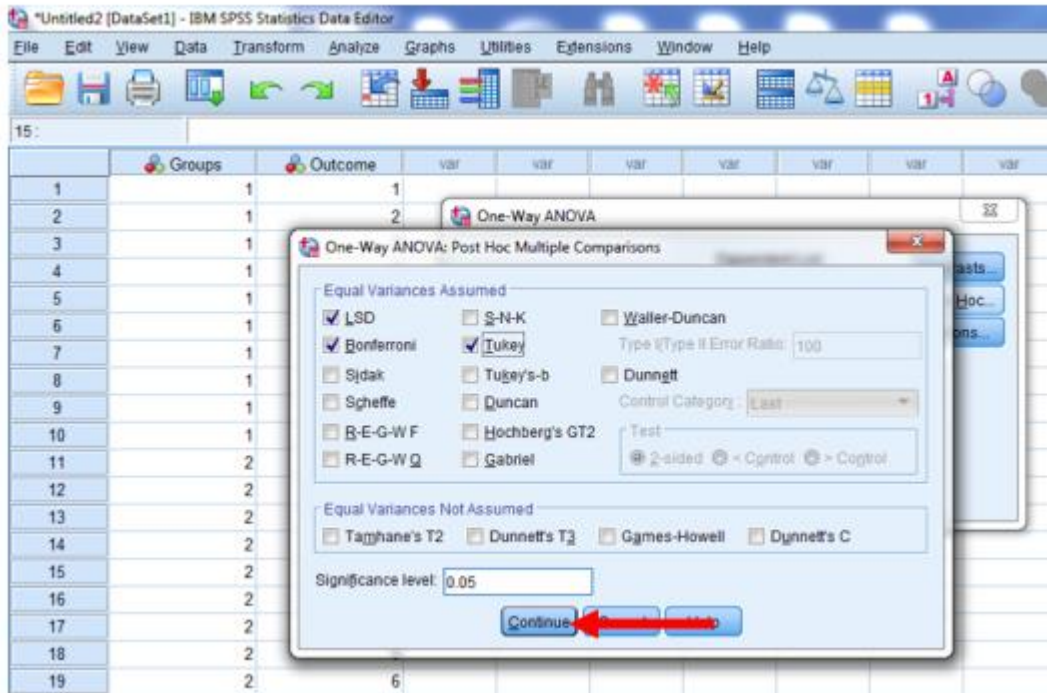 *Untitled2 [DataSet1] - IBM SPSS Statistics Data Editor
File Edit View Data Transform Analyze Graphs Utilities Extensions Window Help
15 :
Groups Outcome var var var var var var var
1 1 1
2 1 2
One-Way ANOVA
3 1
One-Way ANOVA: Post Hoc Multiple Comparisons
4 1
5 1
6 1
7 1
8 1
9 1
10 1
11 2
12 2
13 2
14 2
15 2
16 2
17 2
18 2
19 2 6
Equal Variances Assumed
LSD S-N-K Waller-Duncan
Bonferroni Tukey Type I/Type II Error Ratio: 100
Sidak Tukey's-b Dunnett
Scheffe Duncan Control Category : Last
R-E-G-W F Hochberg's GT2 Test
R-E-G-W Q Gabriel 2-sided < Control > Control
Equal Variances Not Assumed
Tamhane's T2 Dunnett's T3 Games-Howell Dunnett's C
Significance level: 0.05
Continue
asts...
Hoc...
ons...